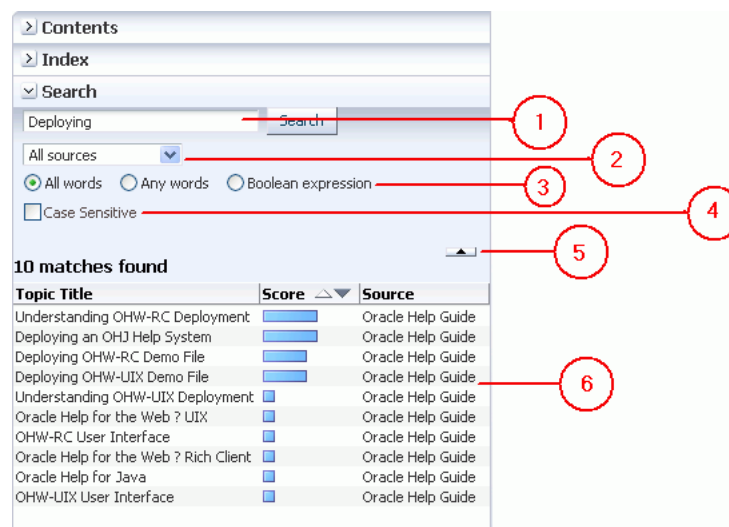 Contents
Index
Search
Deploying Search 1
All sources 2
All words Any words Boolean expression 3
Case Sensitive 4
5
10 matches found
Topic Title Score Source
Understanding OHW-RC Deployment Oracle Help Guide
Deploying an OHJ Help System Oracle Help Guide
Deploying OHW-RC Demo File Oracle Help Guide
Deploying OHW-UIX Demo File Oracle Help Guide
6
Understanding OHW-UIX Deployment Oracle Help Guide
Oracle Help for the Web ? UIX Oracle Help Guide
OHW-RC User Interface Oracle Help Guide
Oracle Help for the Web ? Rich Client Oracle Help Guide
Oracle Help for Java Oracle Help Guide
OHW-UIX User Interface Oracle Help Guide